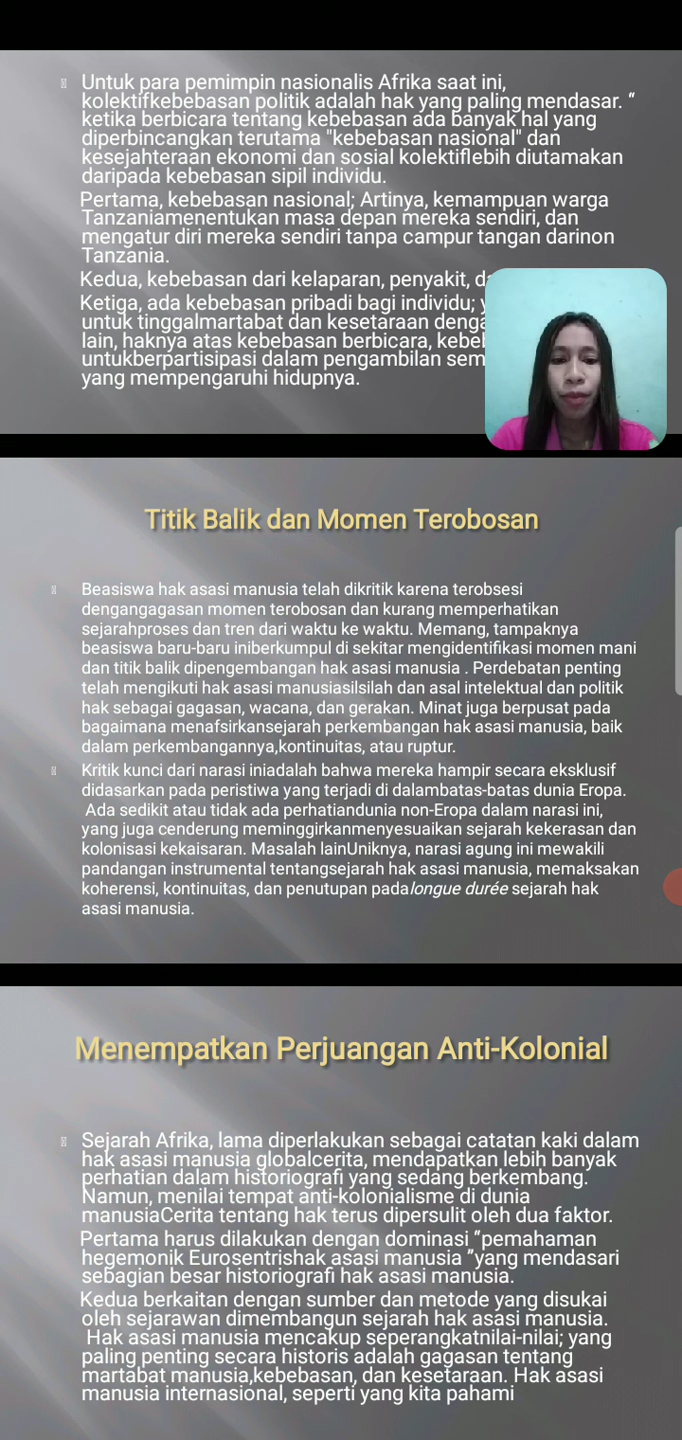 Untuk para pemimpin nasionalis Afrika saat ini,
kolektifkebebasan politik adalah hak yang paling mendasar. “
ketika berbicara tentang kebebasan ada banyak hal yang
diperbincangkan terutama "kebebasan nasional" dan
kesejahteraan ekonomi dan sosial kolektiflebih diutamakan
daripada kebebasan sipil individu.
Pertama, kebebasan nasional; Artinya, kemampuan warga
Tanzaniamenentukan masa depan mereka sendiri, dan
mengatur diri mereka sendiri tanpa campur tangan darinon
Tanzania.
Kedua, kebebasan dari kelaparan, penyakit,
Ketiga, ada kebebasan pribadi bagi individu;
untuk tinggalmartabat dan kesetaraan
lain, haknya atas kebebasan berbicara,
untukberpartisipasi dalam pengambilan
yang mempengaruhi hidupnya.
Titik Balik dan Momen Terobosan
Beasiswa hak asasi manusia telah dikritik karena terobsesi
dengangagasan momen terobosan dan kurang memperhatikan
sejarahproses dan tren dari waktu ke waktu. Memang, tampaknya
beasiswa baru-baru iniberkumpul di sekitar mengidentifikasi momen mani
dan titik balik dipengembangan hak asasi manusia . Perdebatan penting
telah mengikuti hak asasi manusiasilsilah dan asal intelektual dan politik
hak sebagai gagasan, wacana, dan gerakan. Minat juga berpusat pada
bagaimana menafsirkansejarah perkembangan hak asasi manusia, baik
dalam perkembangannya,kontinuitas, atau ruptur.
Kritik kunci dari narasi iniadalah bahwa mereka hampir secara eksklusif
didasarkan pada peristiwa yang terjadi di dalambatas-batas dunia Eropa.
Ada sedikit atau tidak ada perhatiandunia non-Eropa dalam narasi ini,
yang juga cenderung meminggirkanmenyesuaikan sejarah kekerasan dan
kolonisasi kekaisaran. Masalah lainUniknya, narasi agung ini mewakili
pandangan instrumental tentangsejarah hak asasi manusia, memaksakan
koherensi, kontinuitas, dan penutupan padalongue durée sejarah hak
asasi manusia.
Menempatkan Perjuangan Anti-Kolonial
Sejarah Afrika, lama diperlakukan sebagai catatan kaki dalam
hak asasi manusia globalcerita, mendapatkan lebih banyak
perhatian dalam historiografi yang sedang berkembang.
Namun, menilai tempat anti-kolonialisme di dunia
manusiaCerita tentang hak terus dipersulit oleh dua faktor.
Pertama harus dilakukan dengan dominasi “pemahaman
hegemonik Eurosentrishak asasi manusia ”yang mendasari
sebagian besar historiografi hak asasi manusia.
Kedua berkaitan dengan sumber dan metode yang disukai
oleh sejarawan dimembangun sejarah hak asasi manusia.
Hak asasi manusia mencakup seperangkatnilai-nilai; yang
paling penting secara historis adalah gagasan tentang
martabat manusia,kebebasan, dan kesetaraan. Hak asasi
manusia internasional, seperti yang kita pahami